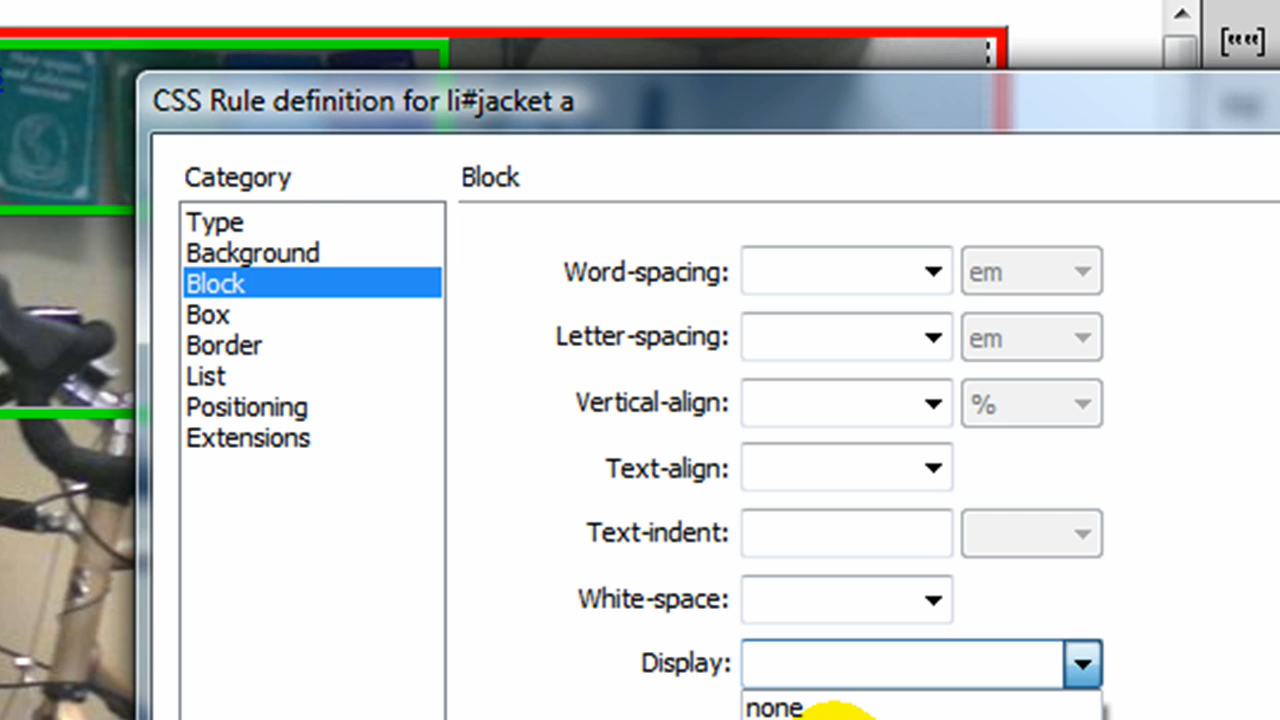 CSS Rule definition for li#jacket a
Category
Type
Background
Block
Box
Border
List
Positioning
Extensions
Block
Word-spacing: em
Letter-spacing: em
Vertical-align: %
Text-align:
Text-indent:
White-space:
Display:
none